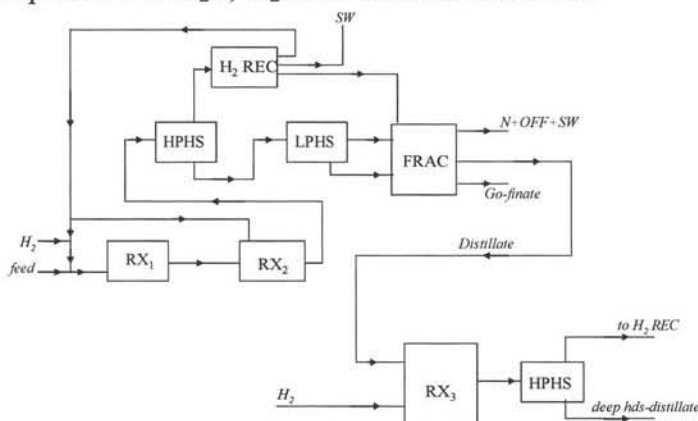 SW
H₂ REC
HPHS
LPHS
FRAC
N+OFF+SW
Go-finate
H₂
feed
RX₁
RX₂
Distillate
to H₂ REC
RX₃
HPHS
H₂
deep hds-distillate